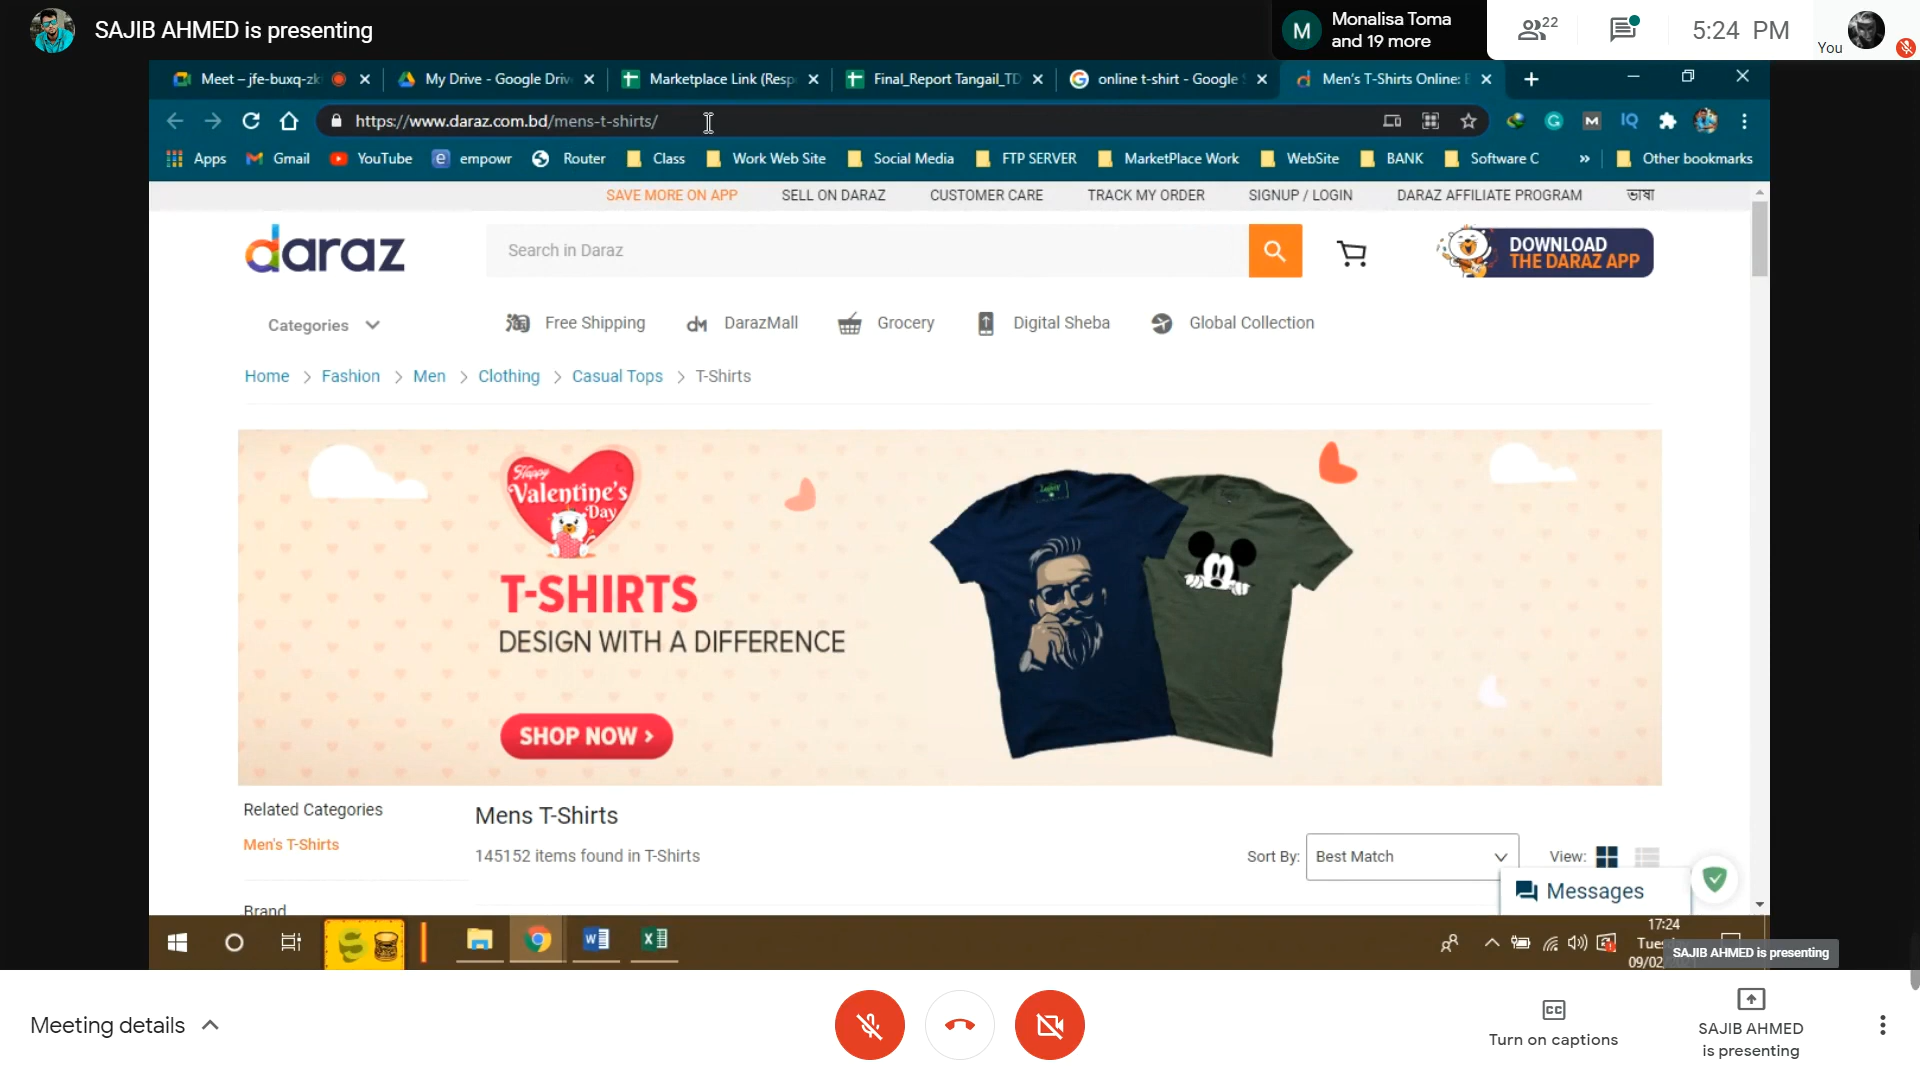 SAJIB AHMED is presenting
M
Monalisa Toma
and 19 more
22
5:24 PM
You
Meet – jfe-buxq-zk
My Drive - Google Driv
Marketplace Link (Resp
Final_Report Tangail_TD
online t-shirt - Google
Men's T-Shirts Online:
https://www.daraz.com.bd/mens-t-shirts/
Apps
Gmail
YouTube
empowr
Router
Class
Work Web Site
Social Media
FTP SERVER
MarketPlace Work
WebSite
BANK
Software C
»
Other bookmarks
SAVE MORE ON APP
SELL ON DARAZ
CUSTOMER CARE
TRACK MY ORDER
SIGNUP / LOGIN
DARAZ AFFILIATE PROGRAM
ভাষা
daraz
Search in Daraz
DOWNLOAD
THE DARAZ APP
Categories
Free Shipping
DarazMall
Grocery
Digital Sheba
Global Collection
Home > Fashion > Men > Clothing > Casual Tops > T-Shirts
Happy
Valentine's
Day
T-SHIRTS
DESIGN WITH A DIFFERENCE
SHOP NOW >
Related Categories
Men's T-Shirts
Brand
Mens T-Shirts
145152 items found in T-Shirts
Sort By:
Best Match
View:
Messages
17:24
Tues
09/02
SAJIB AHMED is presenting
Meeting details
Turn on captions
SAJIB AHMED
is presenting